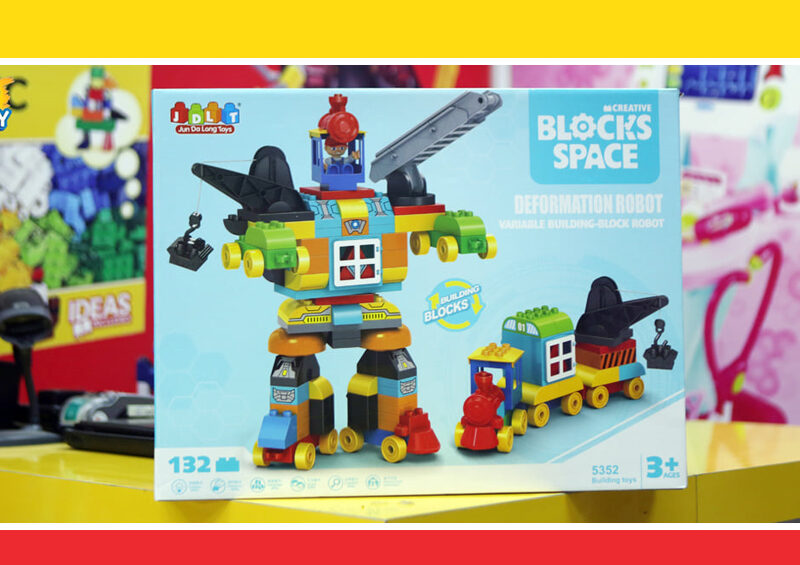 C
Y
JDLT
Jun Da Long Toys
CREATIVE
BLOCKS
SPACE
DEFORMATION ROBOT
VARIABLE BUILDING-BLOCK ROBOT
BUILDING
BLOCKS
01
IDEAS
132
5352
Building toys
3+
AGES